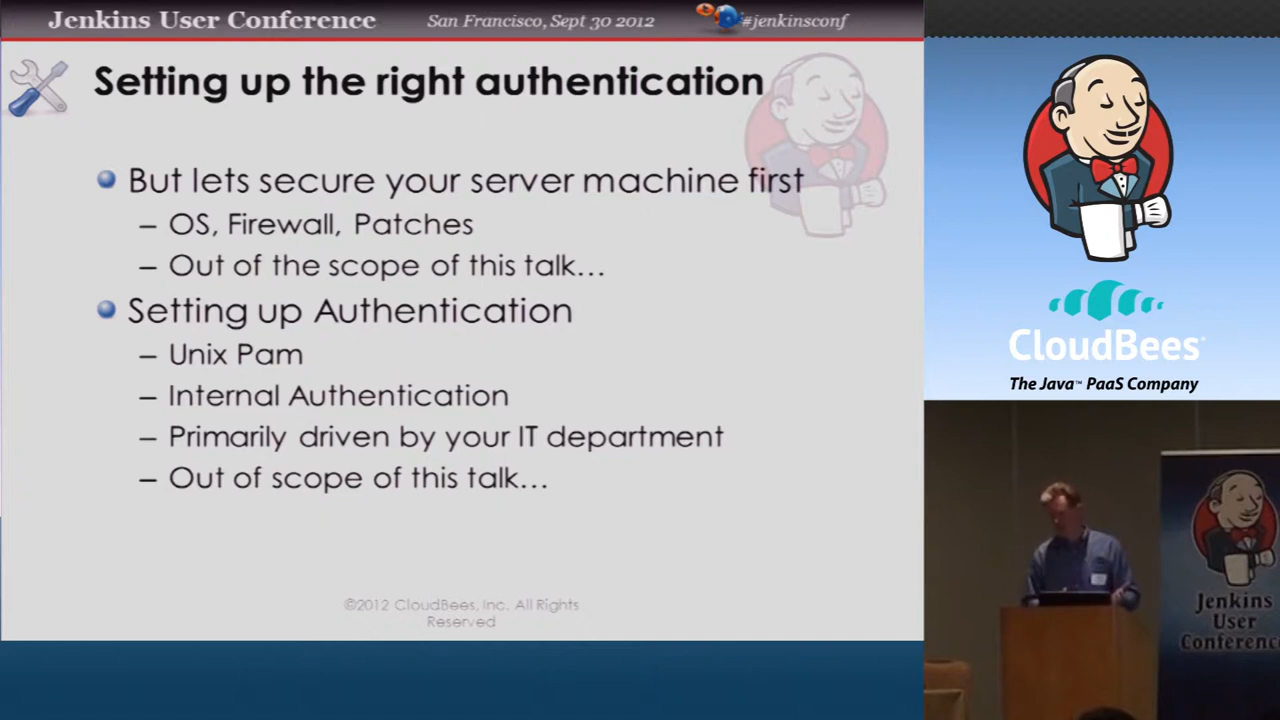 Jenkins User Conference San Francisco, Sept 30 2012 #jenkinsconf
Setting up the right authentication
But lets secure your server machine first
– OS, Firewall, Patches
– Out of the scope of this talk...
Setting up Authentication
– Unix Pam
– Internal Authentication
– Primarily driven by your IT department
– Out of scope of this talk...
©2012 CloudBees, Inc. All Rights
Reserved
CloudBees
The Java™ PaaS Company
Jenkins
User
Conference